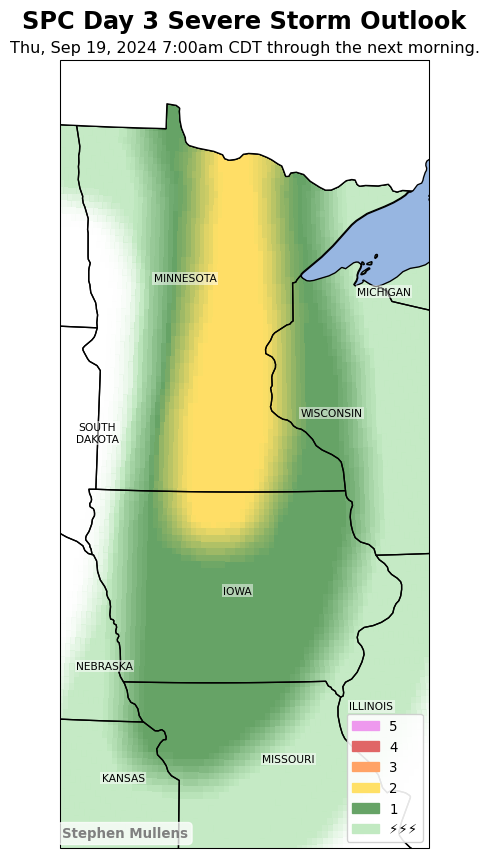 SPC Day 3 Severe Storm Outlook
Thu, Sep 19, 2024 7:00am CDT through the next morning.
MINNESOTA
MICHIGAN
WISCONSIN
SOUTH
DAKOTA
IOWA
NEBRASKA
ILLINOIS
MISSOURI
KANSAS
5
4
3
2
1
⚡⚡⚡
Stephen Mullens